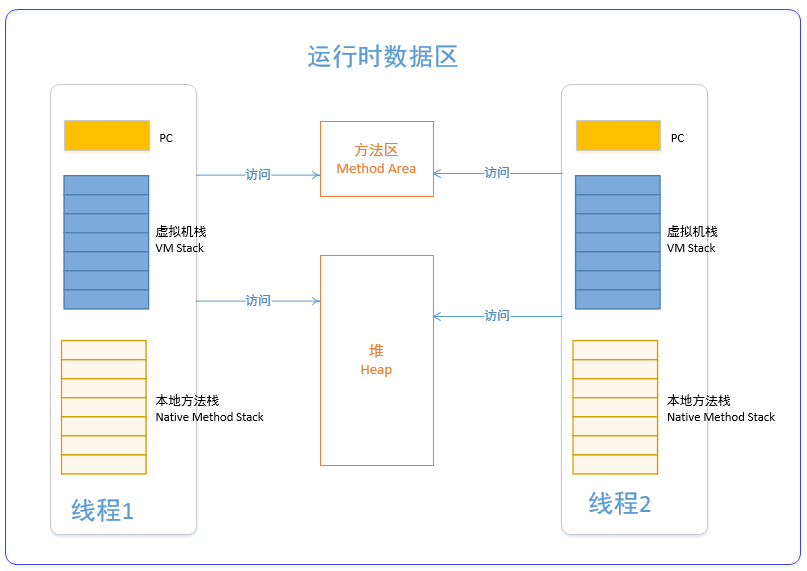 运行时数据区
PC
虚拟机栈
VM Stack
本地方法栈
Native Method Stack
线程1
访问
访问
方法区
Method Area
堆
Heap
访问
访问
PC
虚拟机栈
VM Stack
本地方法栈
Native Method Stack
线程2